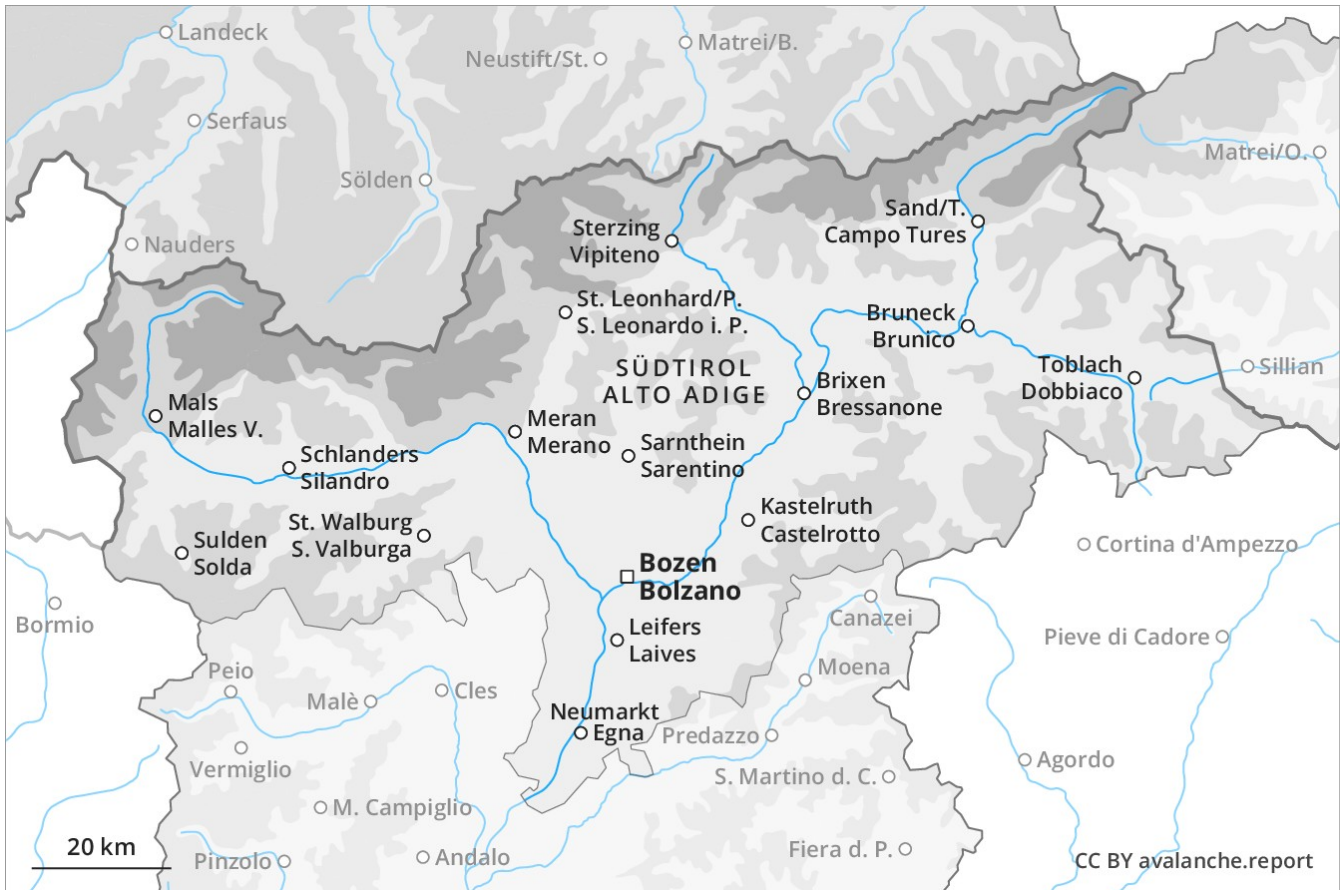 Landeck
Neustift/St.
Matrei/B.
Serfaus
Sölden
Matrei/O.
Nauders
Sterzing
Vipiteno
Sand/T.
Campo Tures
St. Leonhard/P.
S. Leonardo i. P.
Bruneck
Brunico
SÜDTIROL
ALTO ADIGE
Toblach
Dobbiaco
Sillian
Brixen
Bressanone
Mals
Malles V.
Meran
Merano
Sarnthein
Sarentino
Schlanders
Silandro
St. Walburg
S. Valburga
Kastelruth
Castelrotto
Sulden
Solda
Cortina d'Ampezzo
Bozen
Bolzano
Bormio
Canazei
Leifers
Laives
Pieve di Cadore
Peio
Moena
Malè
Cles
Neumarkt
Egna
Predazzo
Vermiglio
Agordo
S. Martino d. C.
M. Campiglio
20 km
Pinzolo
Andalo
Fiera d. P.
CC BY avalanche.report